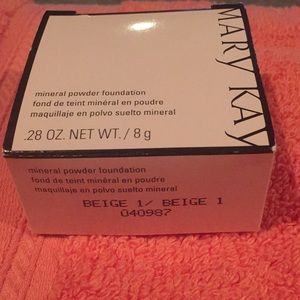 MARY KAY
mineral powder foundation
fond de teint minéral en poudre
maquillaje en polvo suelto mineral
.28 OZ. NET WT. / 8 g
mineral powder foundation
fond de teint minéral en poudre
maquillaje en polvo suelto mineral
BEIGE 1/ BEIGE 1
040987